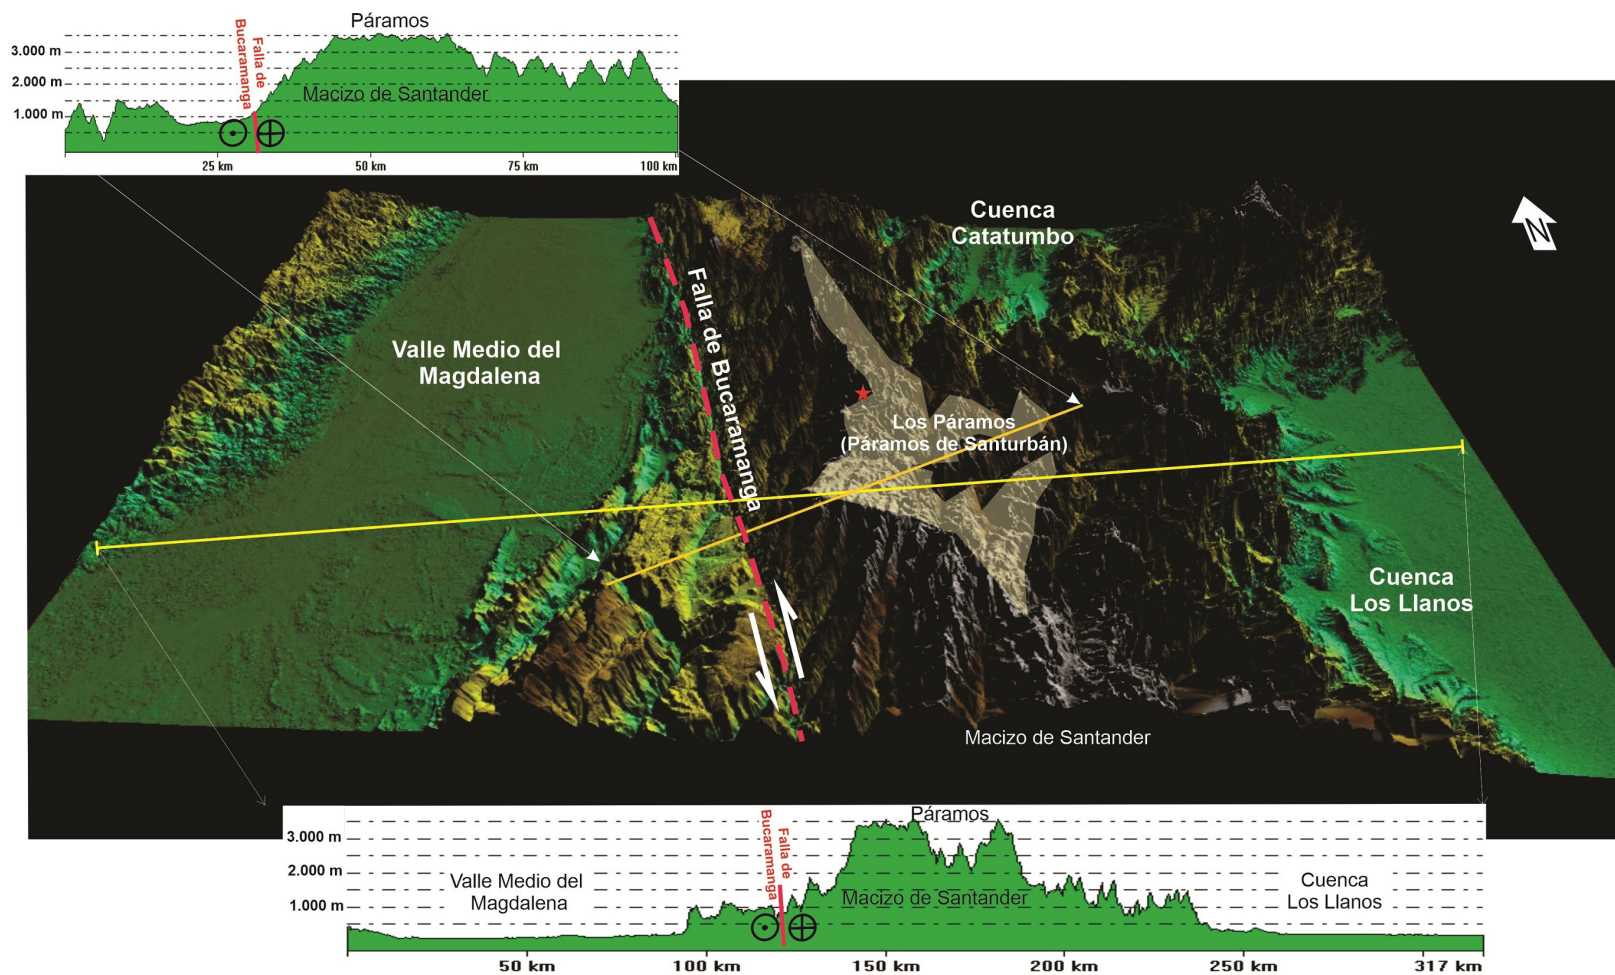 Páramos
3.000 m
2.000 m
1.000 m
Falla de
Bucaramanga
Macizo de Santander
25 km
50 km
75 km
100 km
Cuenca
Catatumbo
N
Valle Medio del
Magdalena
Falla de Bucaramanga
Los Páramos
(Páramos de Santurbán)
Cuenca
Los Llanos
Macizo de Santander
Páramos
3.000 m
2.000 m
1.000 m
Valle Medio del
Magdalena
Falla de
Bucaramanga
Macizo de Santander
Cuenca
Los Llanos
50 km
100 km
150 km
200 km
250 km
317 km